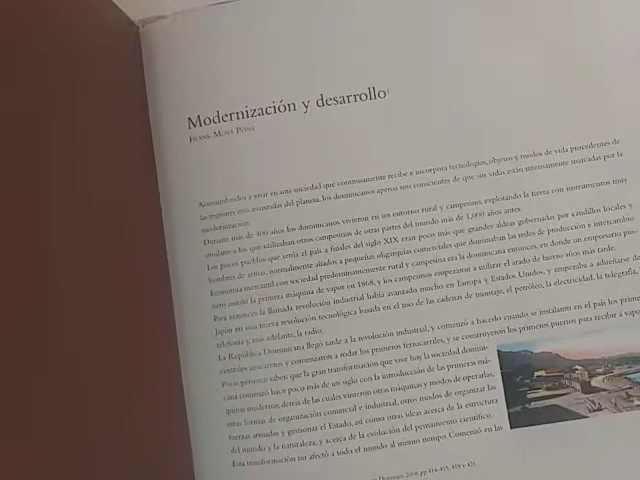 Modernización y desarrollo¹
Frank Moya Pons
Acostumbrados a vivir en una sociedad que continuamente recibe e incorpora tecnologías, objetos y modos de vida procedentes de
las regiones más avanzadas del planeta, los dominicanos apenas son conscientes de que sus vidas están intensamente marcadas por la
modernización.
Durante más de 400 años los dominicanos vivieron en un entorno rural y campesino, explotando la tierra con instrumentos muy
similares a los que utilizaban otros campesinos de otras partes del mundo más de 1,000 años antes.
Los pocos pueblos que tenía el país a finales del siglo XIX eran poco más que grandes aldeas gobernadas por caudillos locales y
hombres de armas, normalmente aliados a pequeñas oligarquías comerciales que dominaban las redes de producción e intercambio
Economía mercantil con sociedad predominantemente rural y campesina era la dominicana entonces, en donde un empresario pio-
nero instaló la primera máquina de vapor en 1868, y los campesinos empezaron a utilizar el arado de hierro años más tarde.
Para entonces la llamada revolución industrial había avanzado mucho en Europa y Estados Unidos, y empezaba a adueñarse de
Japón en una nueva revolución tecnológica basada en el uso de las cadenas de montaje, el petróleo, la electricidad, la telegrafía,
telefonía y, más adelante, la radio.
La República Dominicana llegó tarde a la revolución industrial, y comenzó a hacerlo cuando se instalaron en el país los primer
centrales azucareros y comenzaron a rodar los primeros ferrocarriles, y se construyeron los primeros puertos para recibir a vapo
Pocas personas saben que la gran transformación que vive hoy la sociedad domini-
cana comenzó hace poco más de un siglo con la introducción de las primeras má-
quinas modernas, detrás de las cuales vinieron otras máquinas y modos de operarlas,
otras formas de organización comercial e industrial, otros modos de organizar las
fuerzas armadas y gestionar el Estado, así como otras ideas acerca de la estructura
del mundo y la naturaleza, y acerca de la evolución del pensamiento científico.
Esta transformación no afectó a todo el mundo al mismo tiempo. Comenzó en las
2008, pp 414-415, 418 y 421.